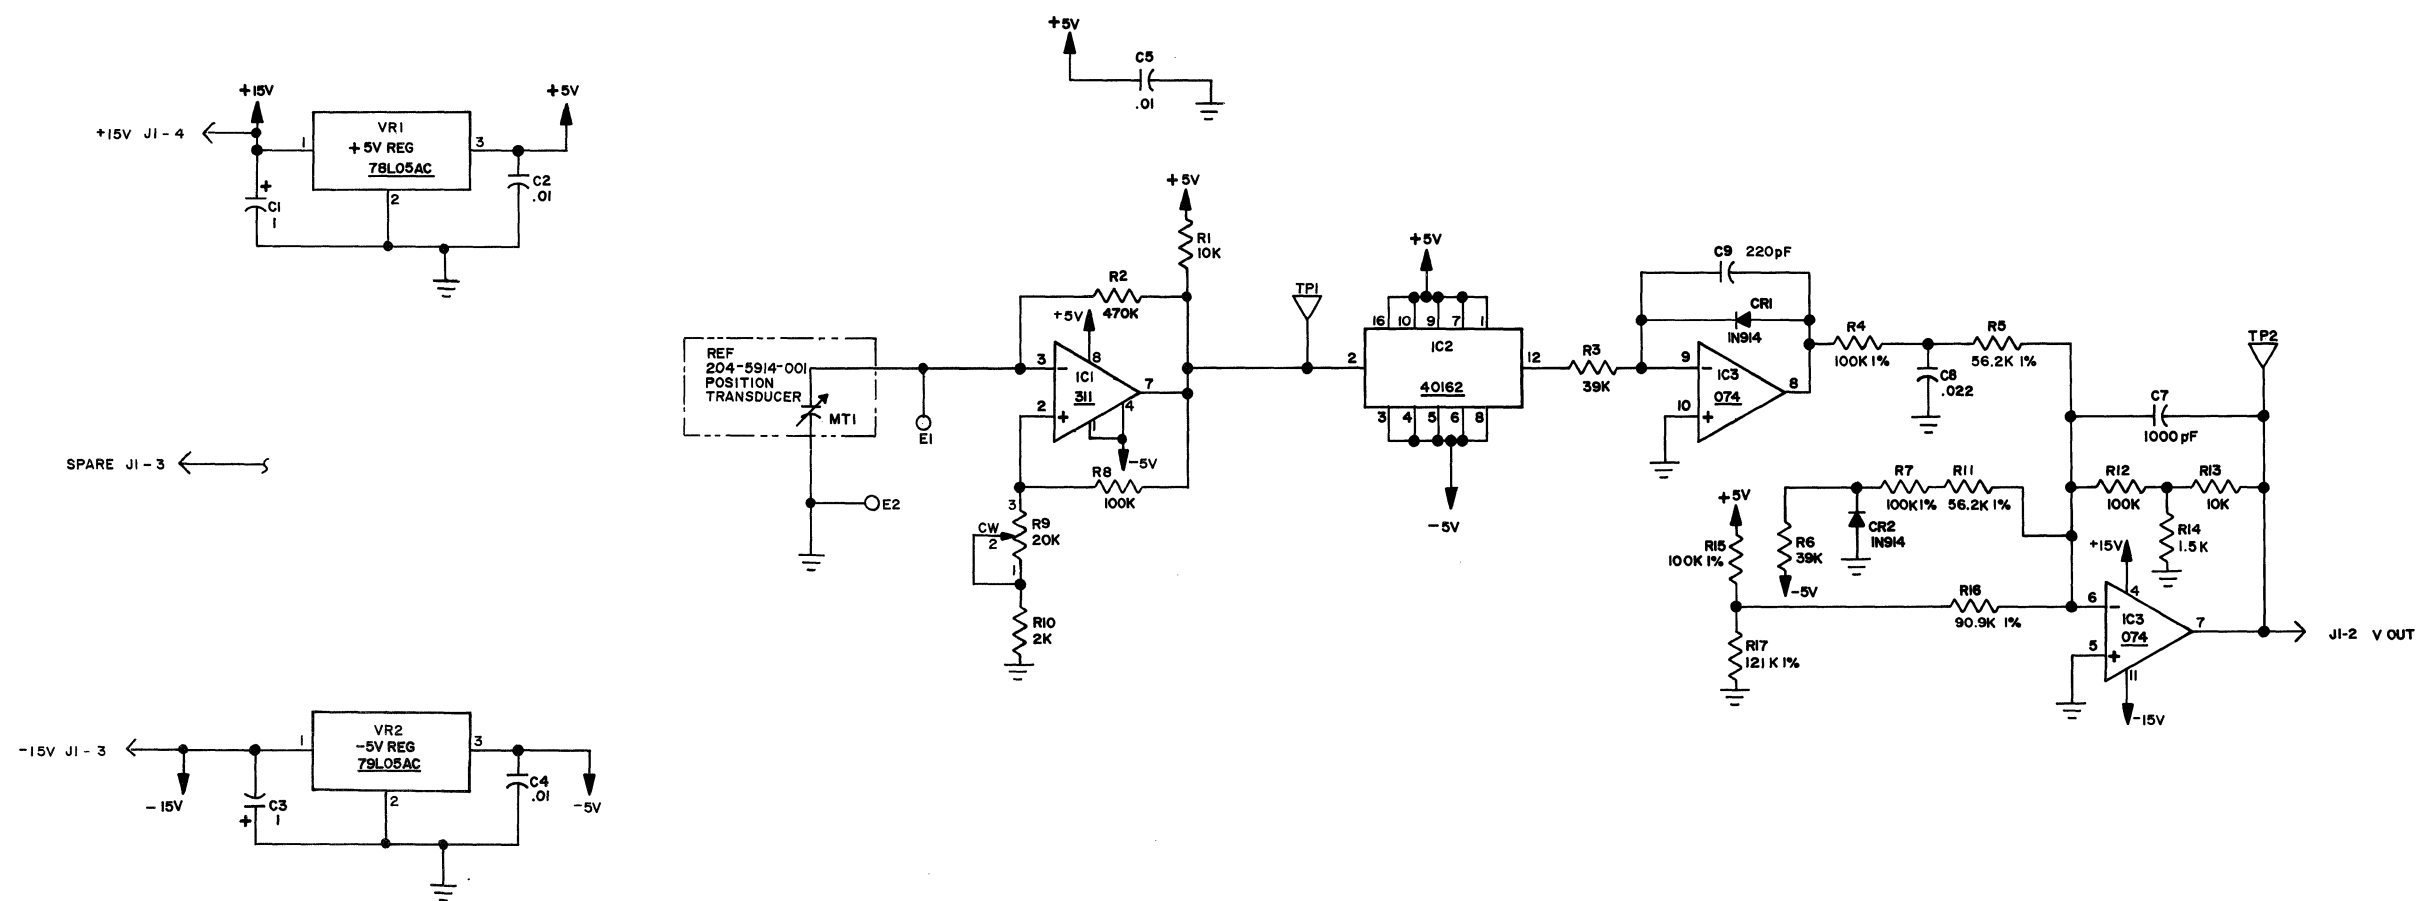 +5V
C5
.01
+15V
+5V
+15V J1-4
1
VR1
+5V REG
78L05AC
3
2
+
C1
1
C2
.01
SPARE J1-3
-15V J1-3
-15V
1
VR2
-5V REG
79L05AC
3
2
+
C3
1
C4
.01
-5V
REF
204-5914-001
POSITION
TRANSDUCER
MT1
E1
E2
+5V
R1
10K
R2
470K
+5V
8
3
-
IC1
311
7
2
+
1
4
-5V
R8
100K
3
CW
2
R9
20K
1
R10
2K
TP1
+5V
16 10 9 7 1
IC2
2
12
40162
3 4 5 6 8
-5V
R3
39K
C9 220pF
CR1
1N914
9
-
IC3
074
8
10
+
R4
100K 1%
R5
56.2K 1%
C8
.022
TP2
C7
1000pF
R7
100K 1%
R11
56.2K 1%
R12
100K
R13
10K
R14
1.5K
+5V
R15
100K 1%
R6
39K
-5V
CR2
1N914
R16
90.9K 1%
R17
121K 1%
+15V
4
6
-
IC3
074
7
5
+
11
-15V
J1-2 V OUT